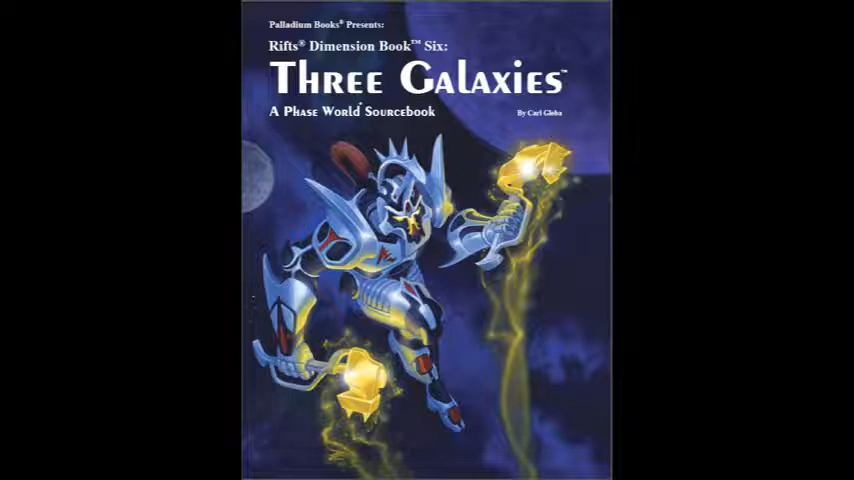 Palladium Books® Presents:
Rifts® Dimension Book™ Six:
Three Galaxies™
A Phase World® Sourcebook
By Carl Gleba